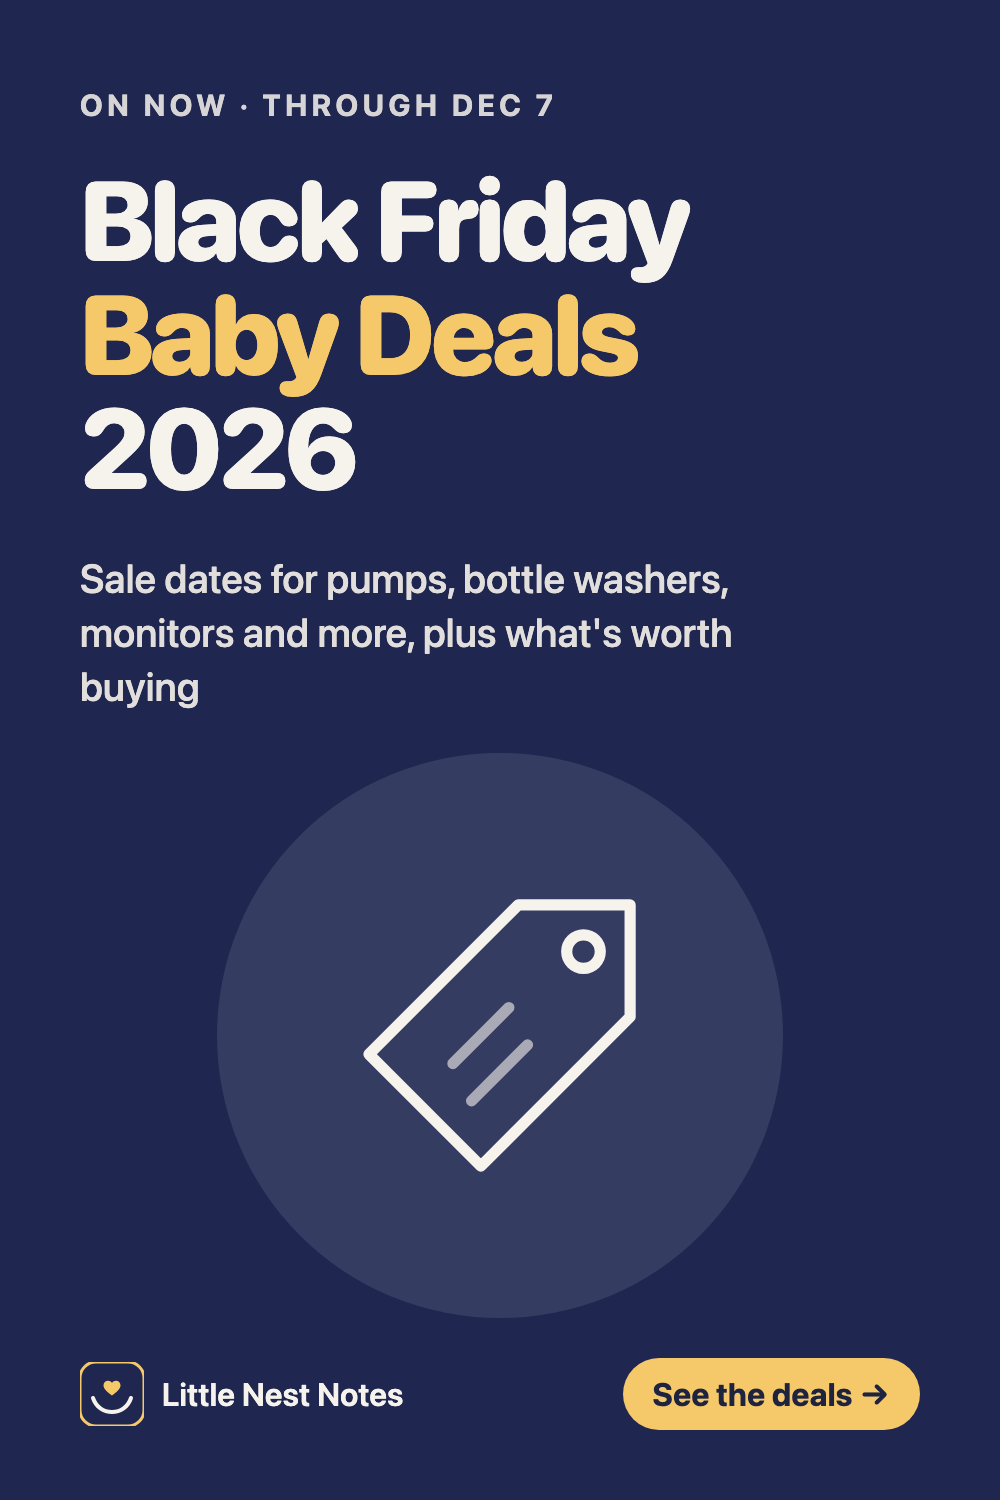 ON NOW · THROUGH DEC 7
Black Friday
Baby Deals
2026
Sale dates for pumps, bottle washers,
monitors and more, plus what's worth
buying
Little Nest Notes
See the deals →